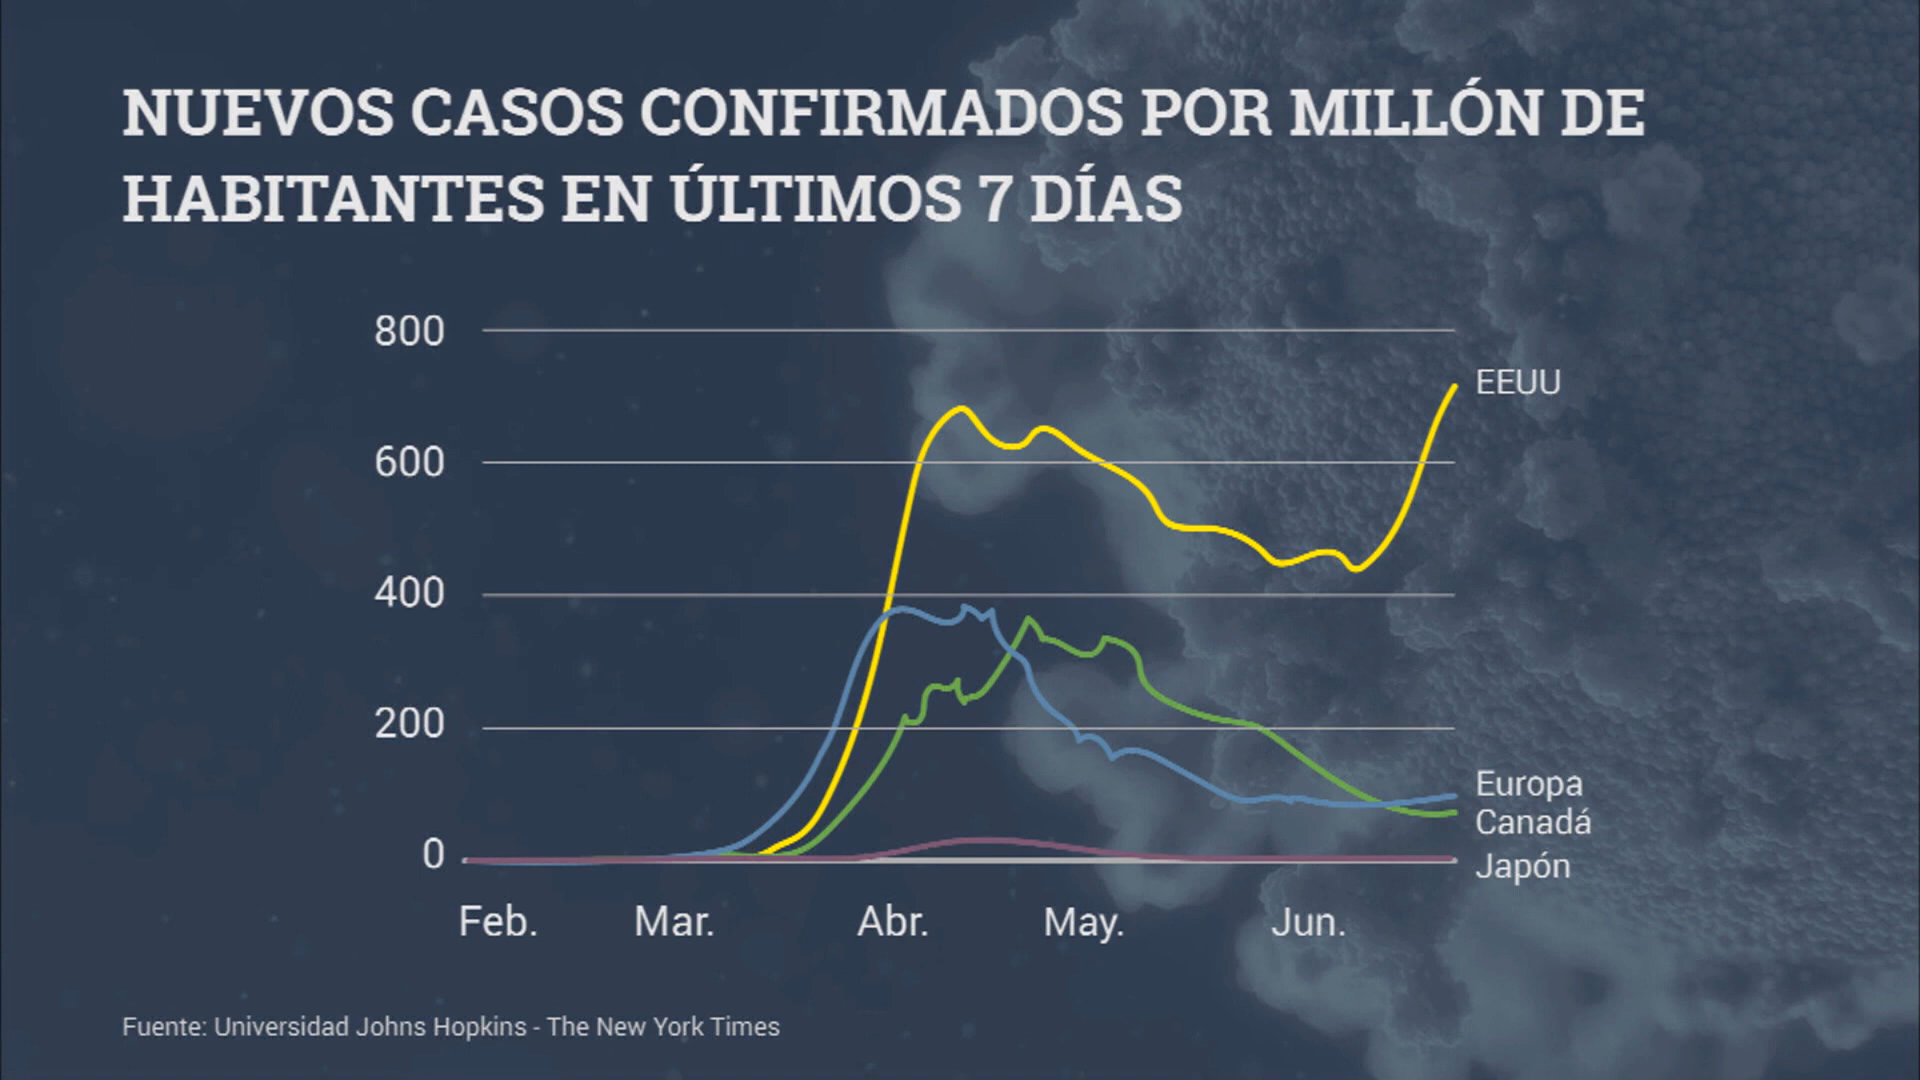 NUEVOS CASOS CONFIRMADOS POR MILLÓN DE
HABITANTES EN ÚLTIMOS 7 DÍAS
800
EEUU
600
400
200
Europa
Canadá
0
Japón
Feb. Mar. Abr. May. Jun.
Fuente: Universidad Johns Hopkins - The New York Times